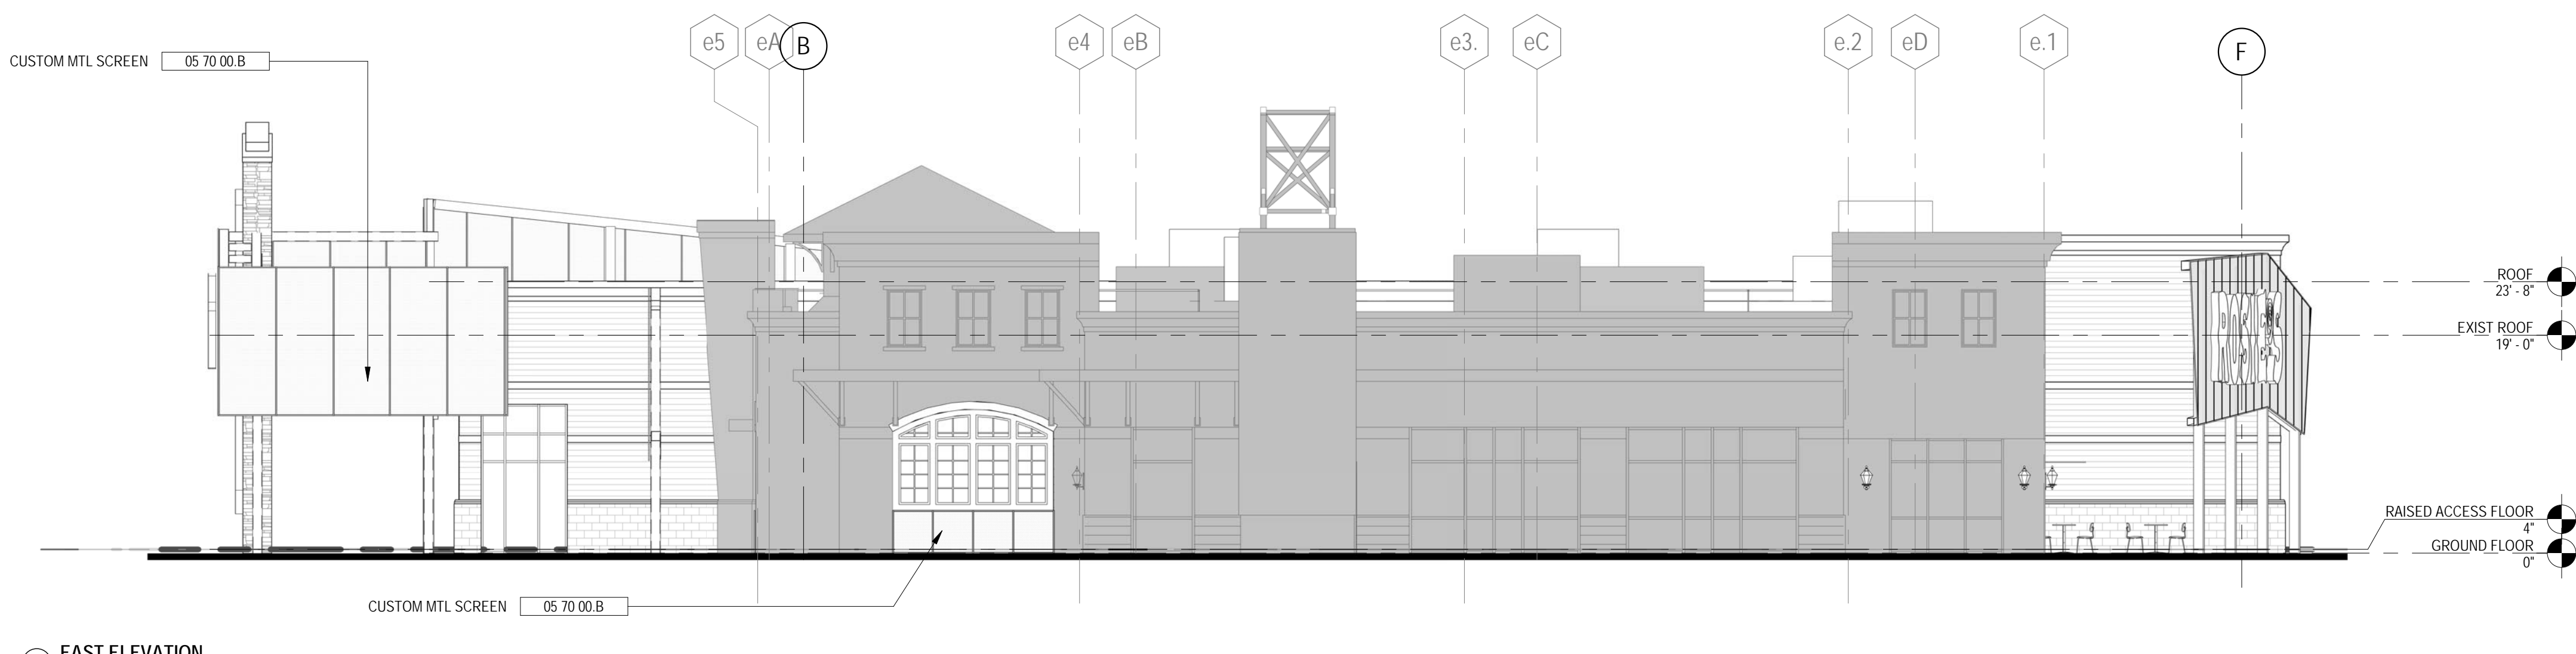 e5
eA
B
e4
eB
e3.
eC
e.2
eD
e.1
F
CUSTOM MTL SCREEN 05 70 00.B
ROOF
23' - 8"
EXIST ROOF
19' - 0"
RAISED ACCESS FLOOR
4"
GROUND FLOOR
0"
CUSTOM MTL SCREEN 05 70 00.B
EAST ELEVATION